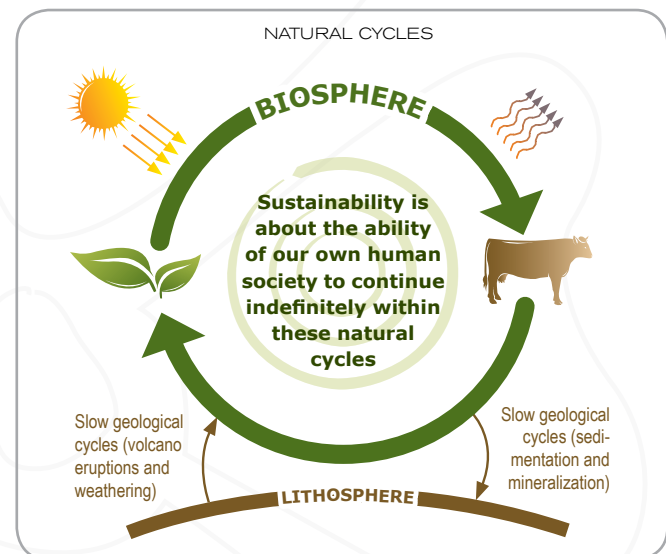 NATURAL CYCLES
BIOSPHERE
Sustainability is
about the ability
of our own human
society to continue
indefinitely within
these natural
cycles
Slow geological
cycles (volcano
eruptions and
weathering)
Slow geological
cycles (sedi-
mentation and
mineralization)
LITHOSPHERE